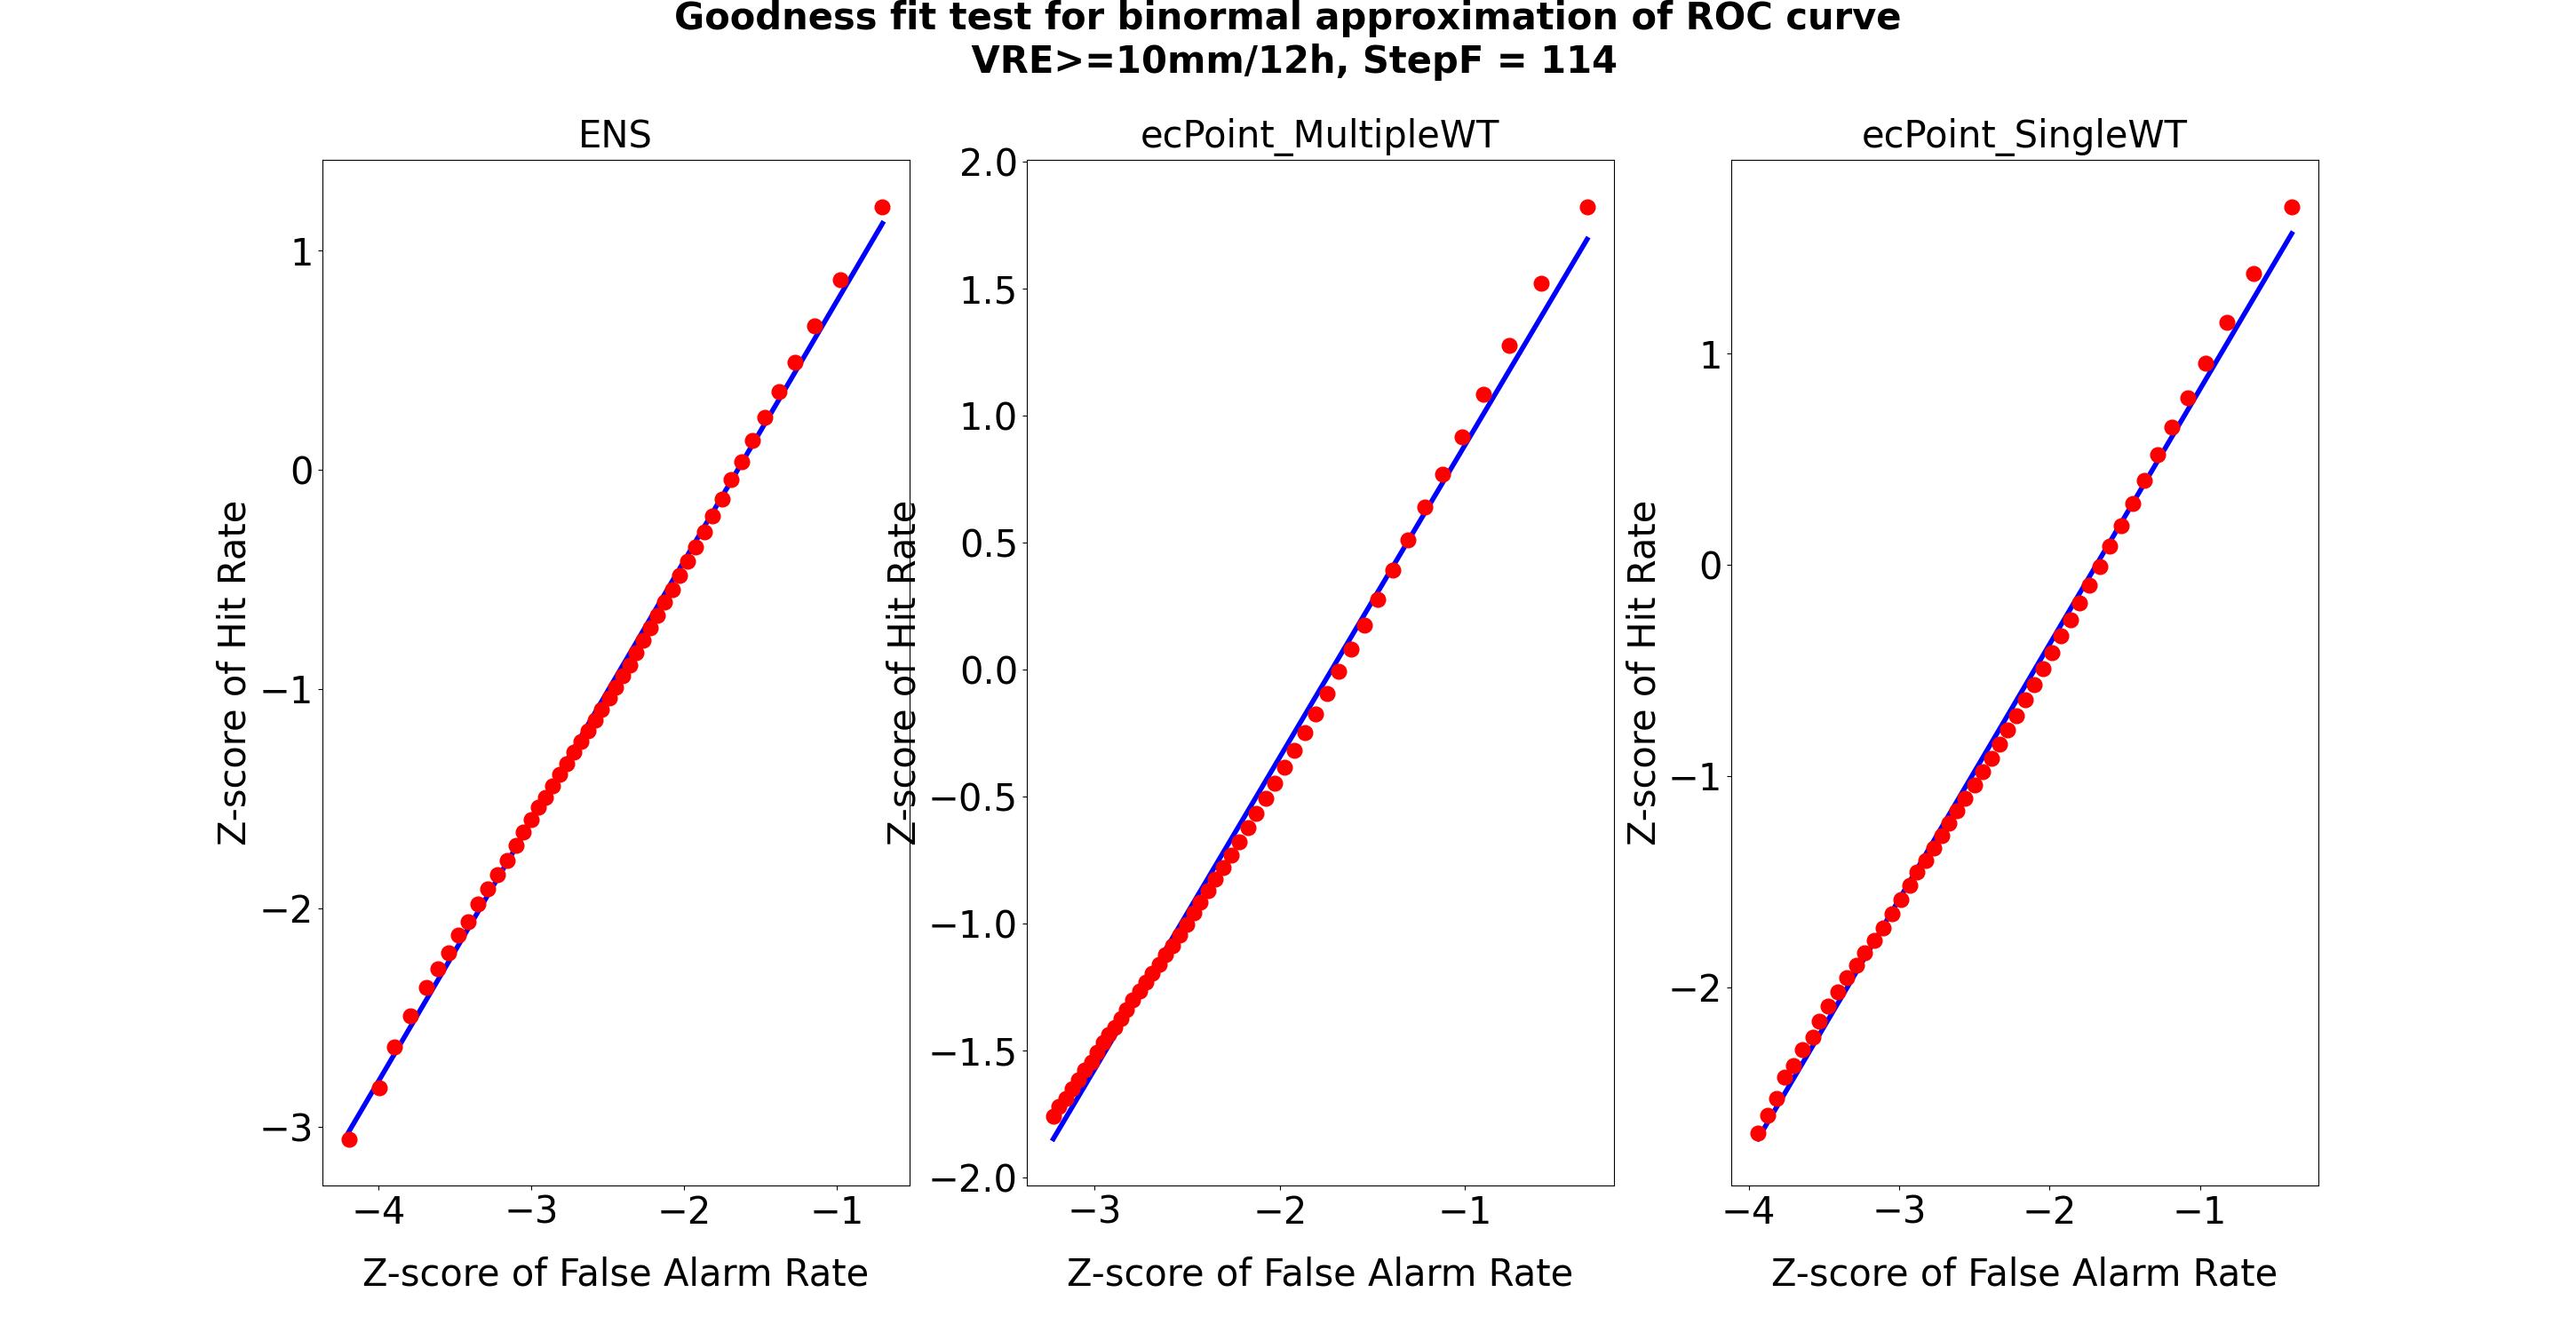 Goodness fit test for binormal approximation of ROC curve
VRE>=10mm/12h, StepF = 114
ENS
Z-score of Hit Rate
1
0
−1
−2
−3
−4
−3
−2
−1
Z-score of False Alarm Rate
ecPoint_MultipleWT
Z-score of Hit Rate
2.0
1.5
1.0
0.5
0.0
−0.5
−1.0
−1.5
−2.0
−3
−2
−1
Z-score of False Alarm Rate
ecPoint_SingleWT
Z-score of Hit Rate
1
0
−1
−2
−4
−3
−2
−1
Z-score of False Alarm Rate